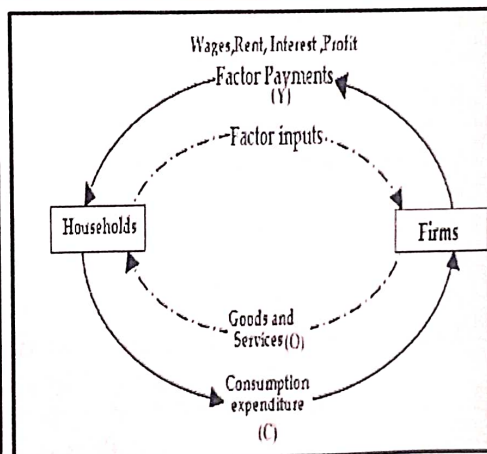 Wages,Rent, Interest ,Profit
Factor Payments
(Y)
Factor inputs
Households
Firms
Goods and
Services(O)
Consumption
expenditure
(C)